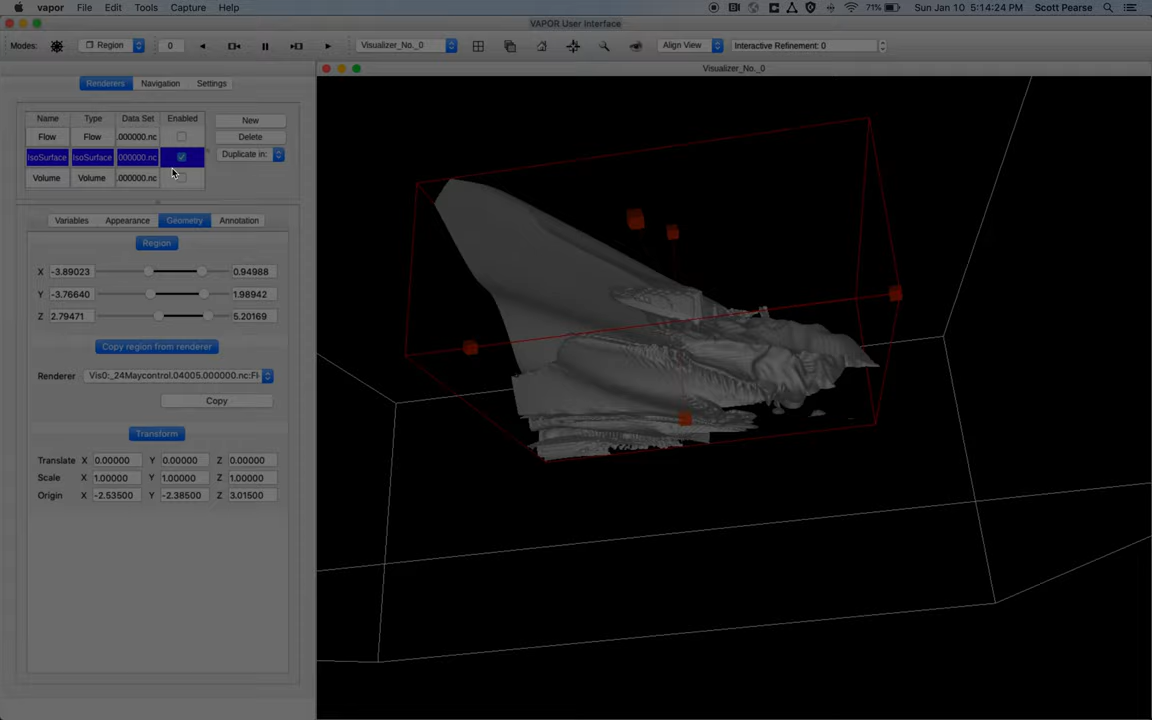 vapor File Edit Tools Capture Help 71% Sun Jan 10 5:14:24 PM Scott Pearse
VAPOR User Interface
Modes: Region 0 Visualizer_No._0 Align View Interactive Refinement: 0
Visualizer_No._0
Renderers Navigation Settings
Name Type Data Set Enabled
Flow Flow .000000.nc
IsoSurface IsoSurface .000000.nc
Volume Volume .000000.nc
New
Delete
Duplicate in:
Variables Appearance Geometry Annotation
Region
X -3.89023 0.94988
Y -3.76640 1.98942
Z 2.79471 5.20169
Copy region from renderer
Renderer Vis0:_24Maycontrol.04005.000000.nc:Fl
Copy
Transform
Translate X 0.00000 Y 0.00000 Z 0.00000
Scale X 1.00000 Y 1.00000 Z 1.00000
Origin X -2.53500 Y -2.38500 Z 3.01500